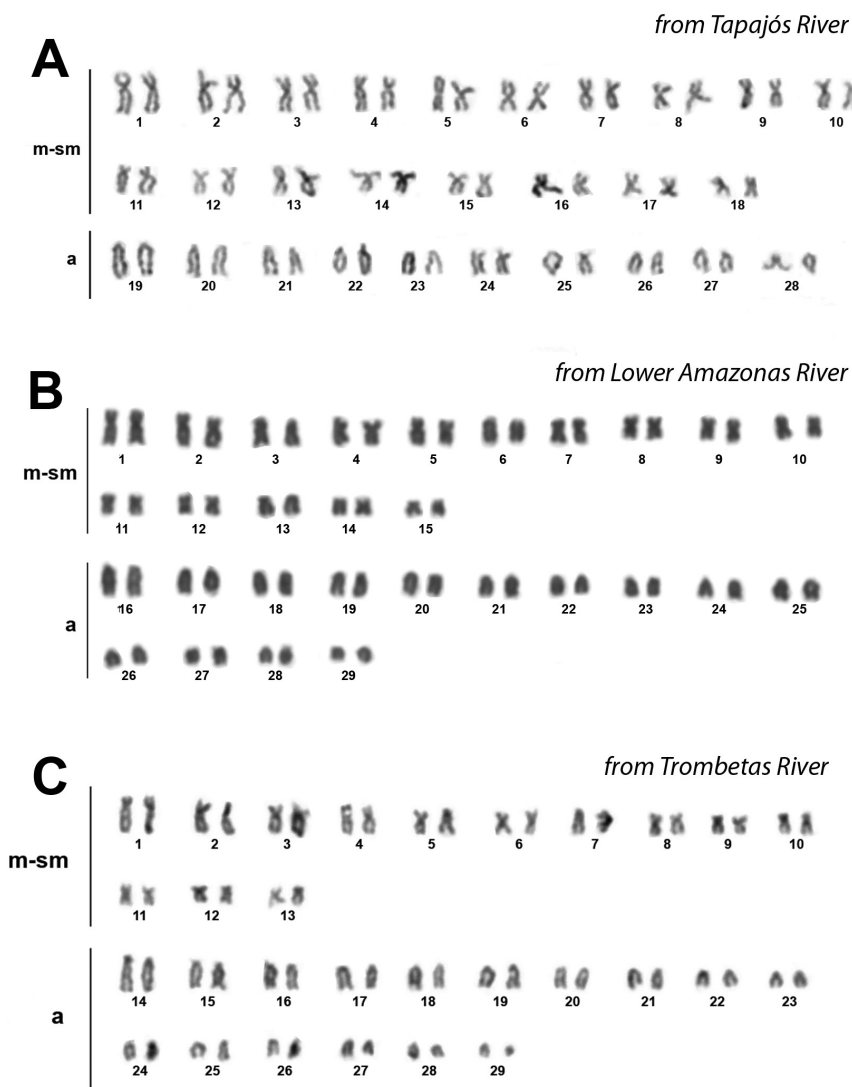 from Tapajós River
A
1 2 3 4 5 6 7 8 9 10
m-sm
11 12 13 14 15 16 17 18
a
19 20 21 22 23 24 25 26 27 28
from Lower Amazonas River
B
1 2 3 4 5 6 7 8 9 10
m-sm
11 12 13 14 15
16 17 18 19 20 21 22 23 24 25
a
26 27 28 29
from Trombetas River
C
1 2 3 4 5 6 7 8 9 10
m-sm
11 12 13
14 15 16 17 18 19 20 21 22 23
a
24 25 26 27 28 29